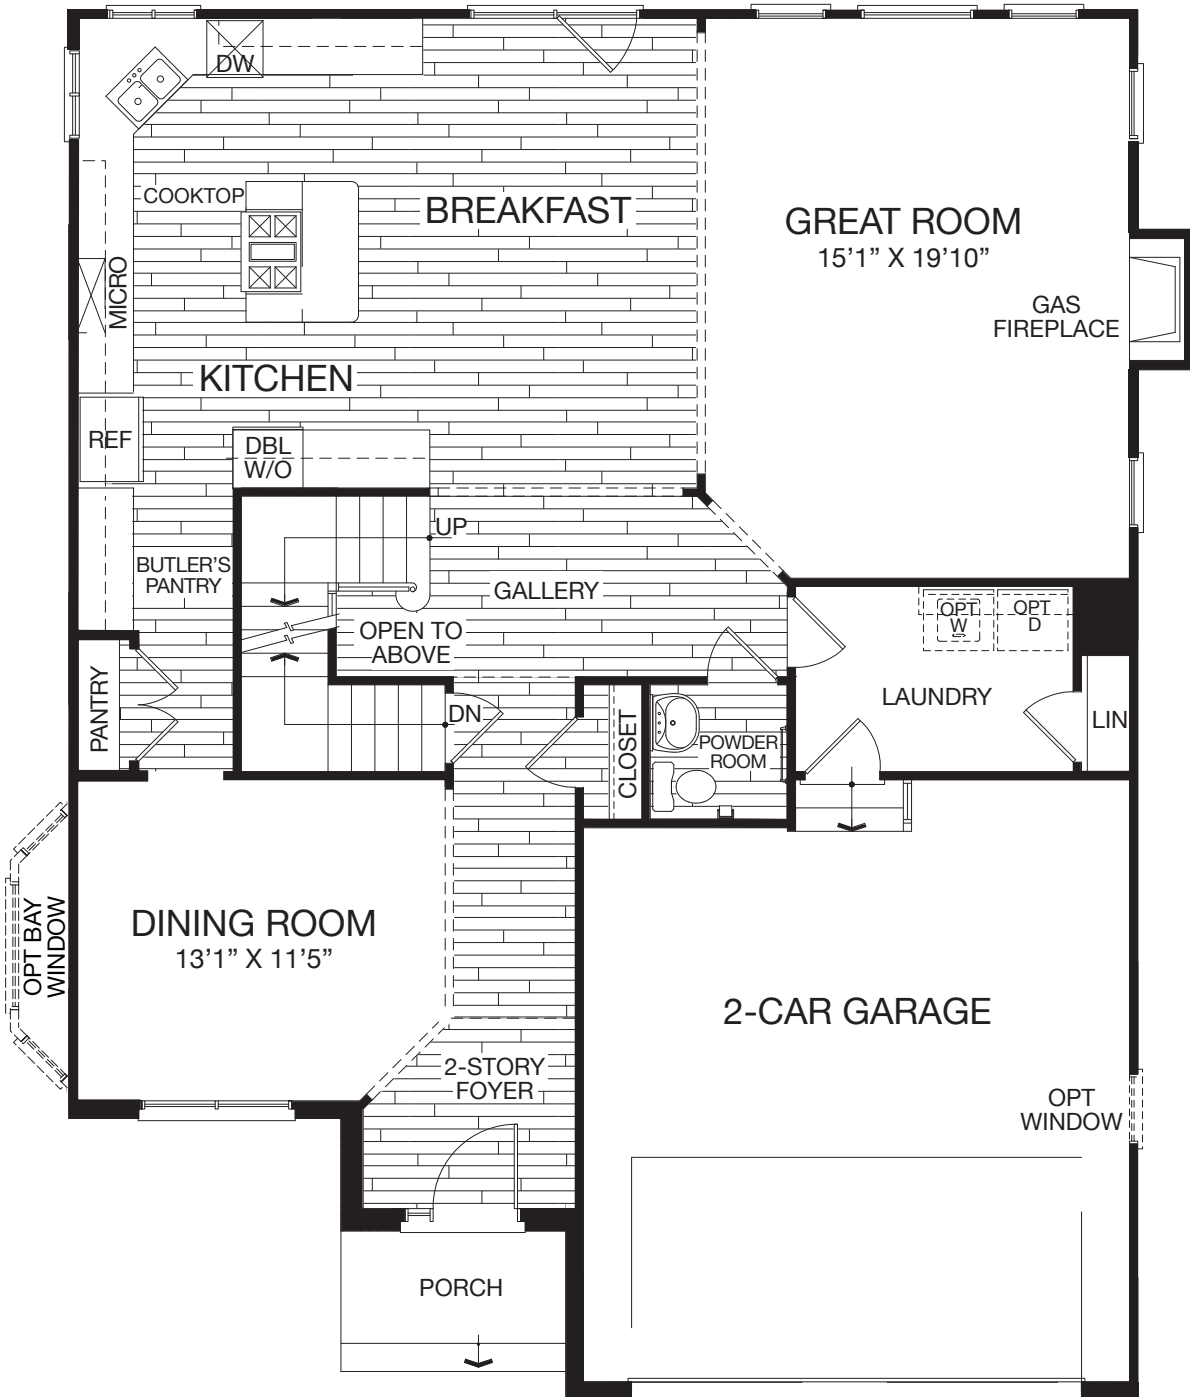 DW
COOKTOP
BREAKFAST
GREAT ROOM
15'1” X 19'10”
MICRO
GAS
FIREPLACE
KITCHEN
REF
DBL
W/O
UP
BUTLER'S
PANTRY
GALLERY
OPT
W
OPT
D
OPEN TO
ABOVE
PANTRY
LAUNDRY
DN
LIN
CLOSET
POWDER
ROOM
OPT BAY
WINDOW
DINING ROOM
13'1” X 11'5”
2-CAR GARAGE
2-STORY
FOYER
OPT
WINDOW
PORCH